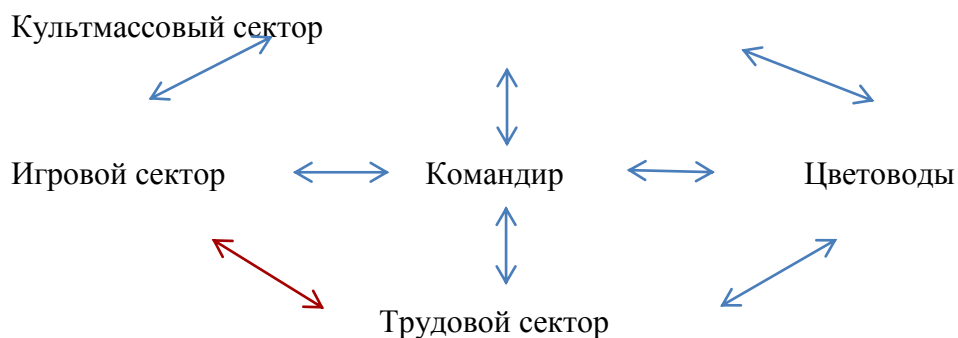 Культмассовый сектор
Игровой сектор Командир Цветоводы
Трудовой сектор